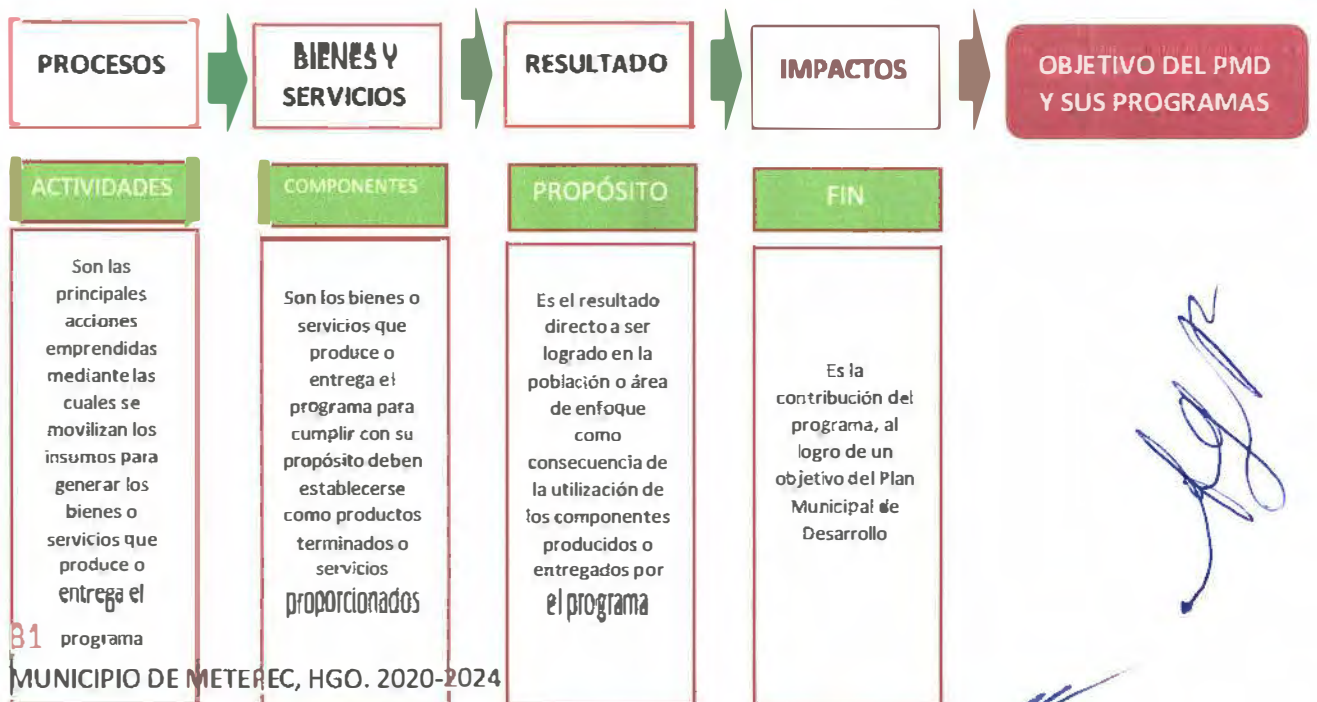 PROCESOS
BIENES Y
SERVICIOS
RESULTADO
IMPACTOS
OBJETIVO DEL PMD
Y SUS PROGRAMAS
ACTIVIDADES
COMPONENTES
PROPÓSITO
FIN
Son las
principales
acciones
emprendidas
mediante las
cuales se
movilizan los
insumos para
generar los
bienes o
servicios que
produce o
entrega el
programa
Son los bienes o
servicios que
produce o
entrega el
programa para
cumplir con su
propósito deben
establecerse
como productos
terminados o
servicios
proporcionados
Es el resultado
directo a ser
logrado en la
población o área
de enfoque
como
consecuencia de
la utilización de
los componentes
producidos o
entregados por
el programa
Es la
contribución del
programa, al
logro de un
objetivo del Plan
Municipal de
Desarrollo
MUNICIPIO DE METEPEC, HGO. 2020-2024